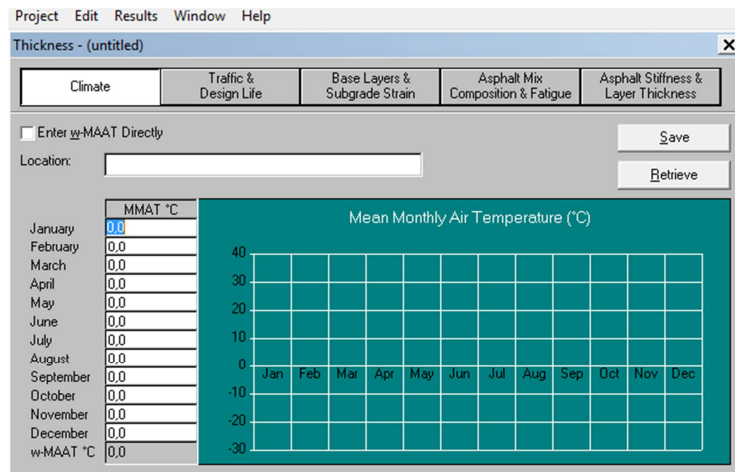 Project Edit Results Window Help
Thickness - (untitled)
Climate
Traffic &
Design Life
Base Layers &
Subgrade Strain
Asphalt Mix
Composition & Fatigue
Asphalt Stiffness &
Layer Thickness
Enter w-MAAT Directly
Save
Location:
Retrieve
MMAT °C
January 0,0
February 0,0
March 0,0
April 0,0
May 0,0
June 0,0
July 0,0
August 0,0
September 0,0
October 0,0
November 0,0
December 0,0
w-MAAT °C 0,0
Mean Monthly Air Temperature (°C)
40
30
20
10
0
Jan Feb Mar Apr May Jun Jul Aug Sep Oct Nov Dec
-10
-20
-30